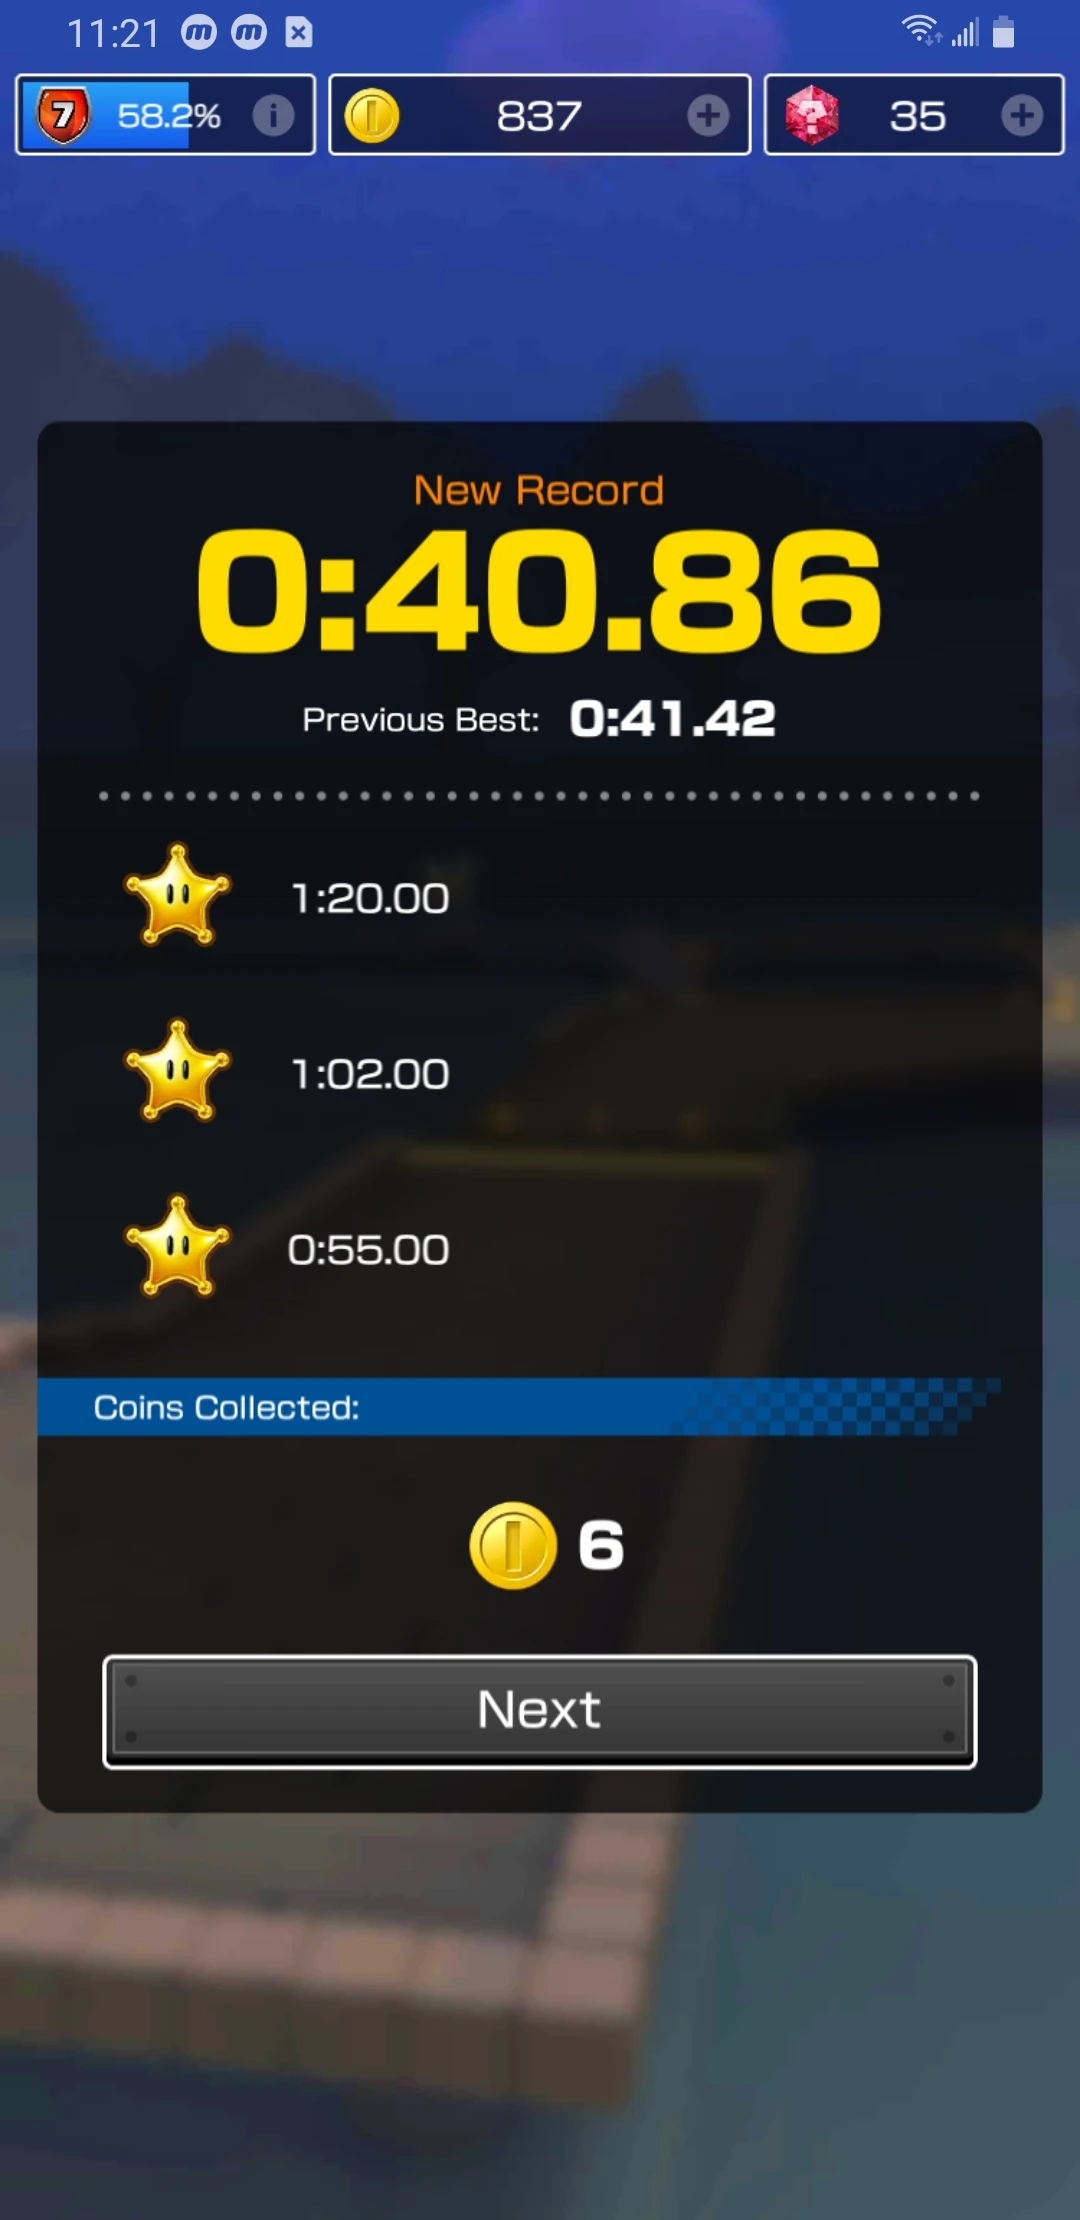 11:21
7 58.2% i 837 + 35 +
New Record
0:40.86
Previous Best: 0:41.42
1:20.00
1:02.00
0:55.00
Coins Collected:
6
Next